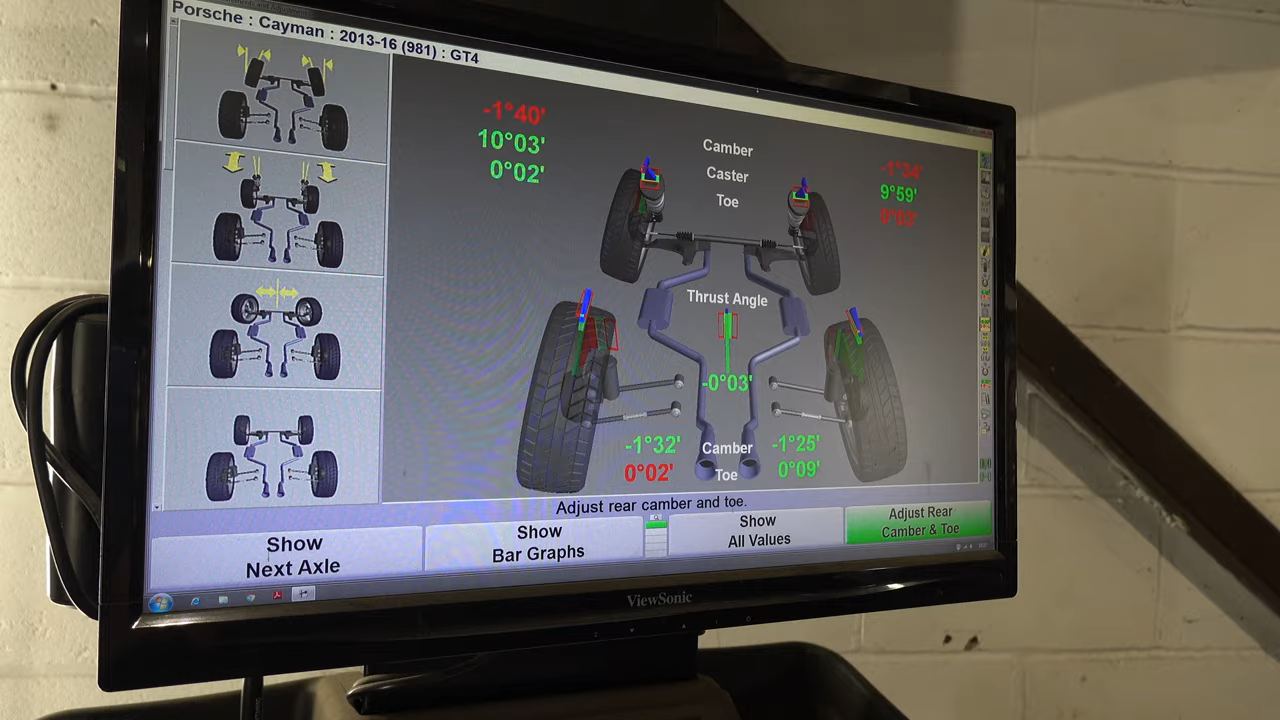 Porsche : Cayman : 2013-16 (981) : GT4
-1°40'
10°03'
0°02'
Camber
Caster
Toe
-1°34'
9°59'
Thrust Angle
-0°03'
-1°32'
0°02'
Camber
Toe
-1°25'
0°09'
Adjust rear camber and toe.
Show
Next Axle
Show
Bar Graphs
Show
All Values
Adjust Rear
Camber & Toe
ViewSonic